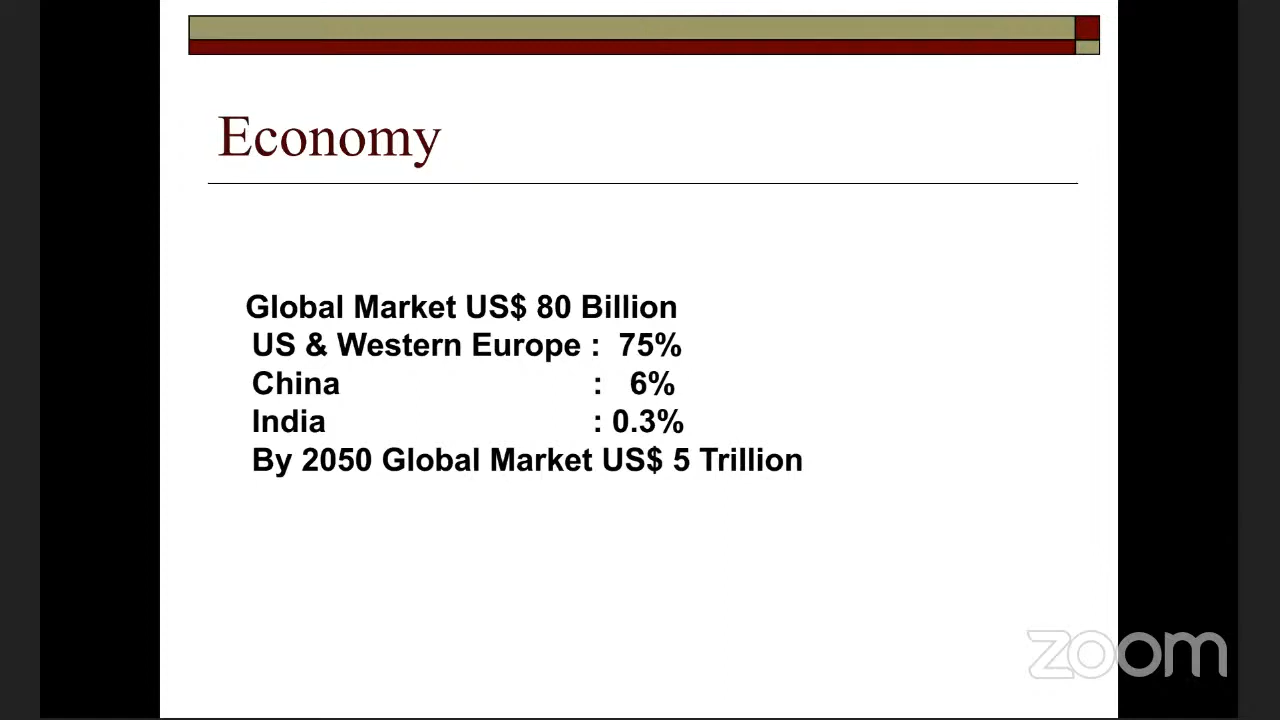 Economy
Global Market US$ 80 Billion
US & Western Europe : 75%
China : 6%
India : 0.3%
By 2050 Global Market US$ 5 Trillion
zoom